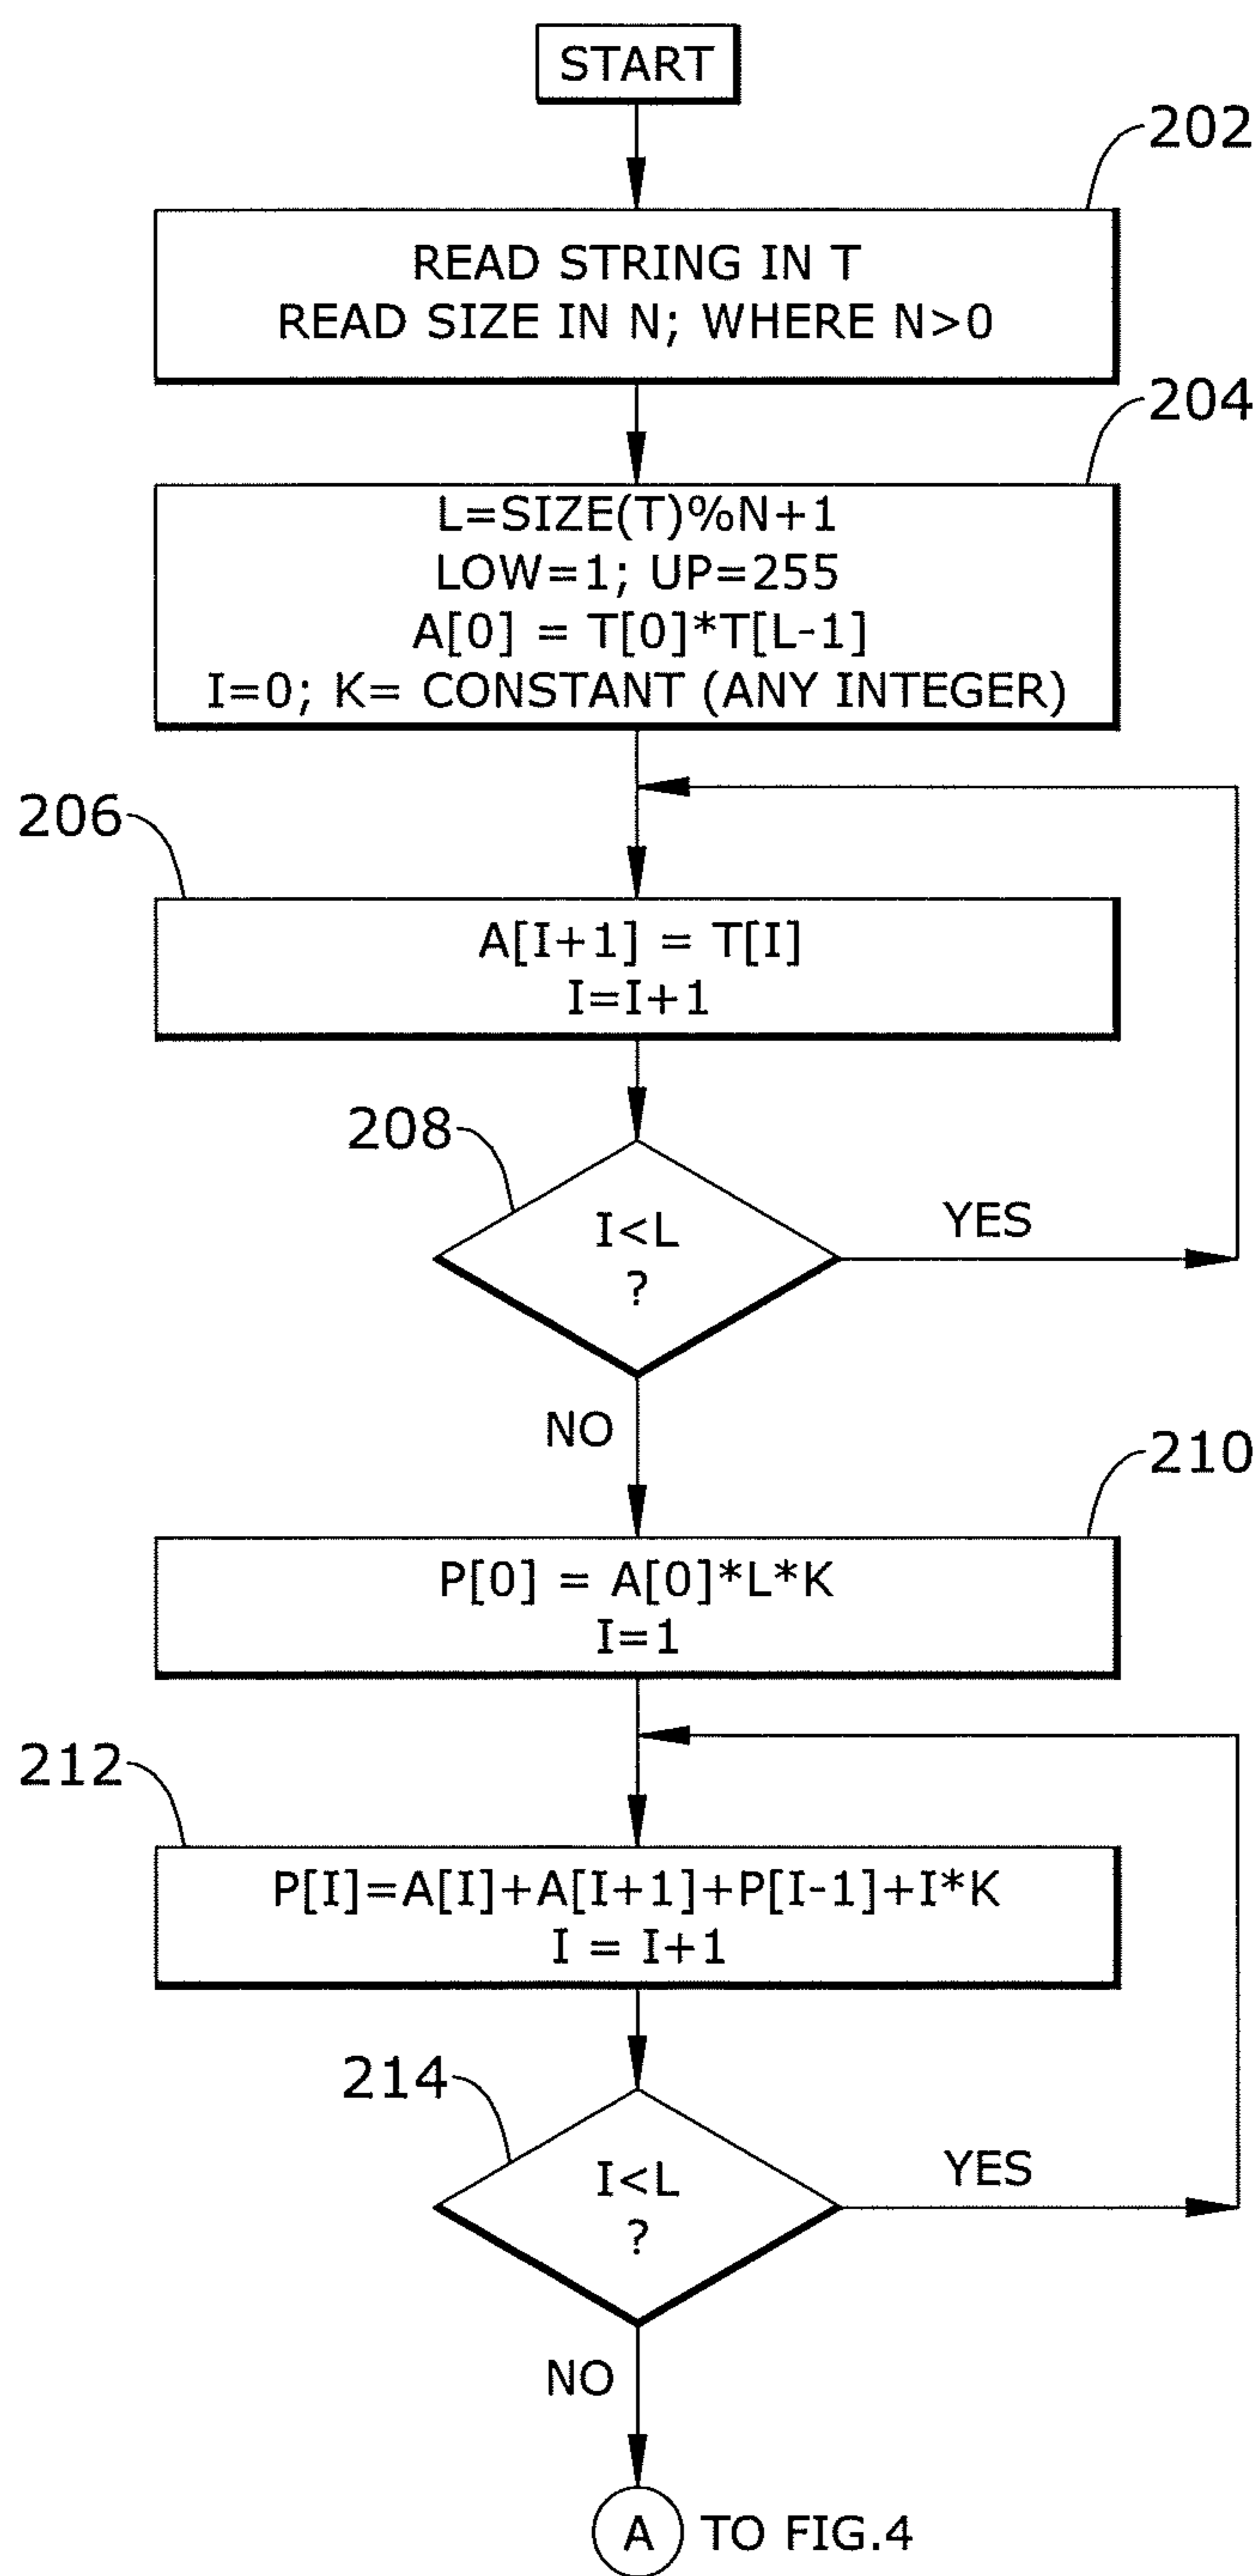 START
202
READ STRING IN T
READ SIZE IN N; WHERE N>0
204
L=SIZE(T)%N+1
LOW=1; UP=255
A[0] = T[0]*T[L-1]
I=0; K= CONSTANT (ANY INTEGER)
206
A[I+1] = T[I]
I=I+1
208
I<L
?
YES
NO
210
P[0] = A[0]*L*K
I=1
212
P[I]=A[I]+A[I+1]+P[I-1]+I*K
I = I+1
214
I<L
?
YES
NO
A TO FIG.4